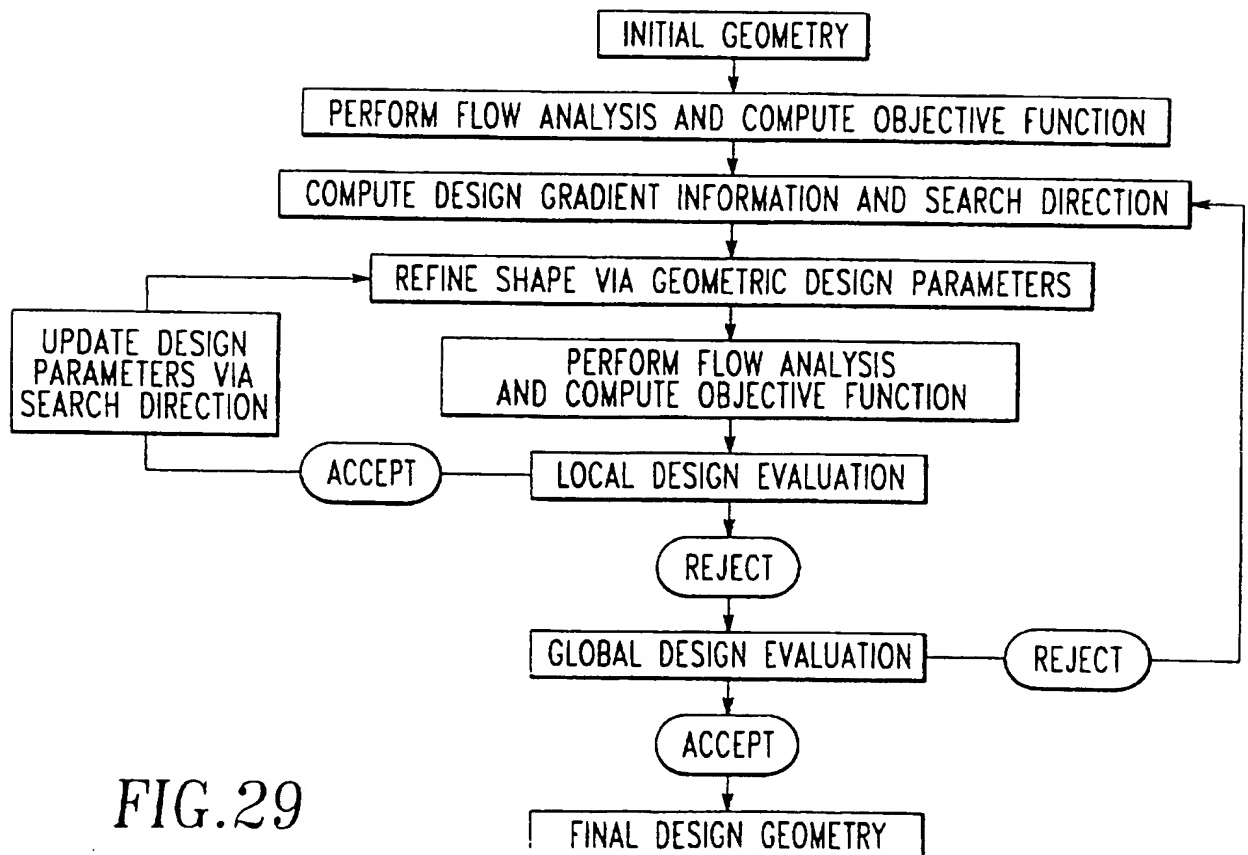 INITIAL GEOMETRY
PERFORM FLOW ANALYSIS AND COMPUTE OBJECTIVE FUNCTION
COMPUTE DESIGN GRADIENT INFORMATION AND SEARCH DIRECTION
REFINE SHAPE VIA GEOMETRIC DESIGN PARAMETERS
UPDATE DESIGN
PARAMETERS VIA
SEARCH DIRECTION
PERFORM FLOW ANALYSIS
AND COMPUTE OBJECTIVE FUNCTION
ACCEPT
LOCAL DESIGN EVALUATION
REJECT
GLOBAL DESIGN EVALUATION
REJECT
ACCEPT
FINAL DESIGN GEOMETRY
FIG.29